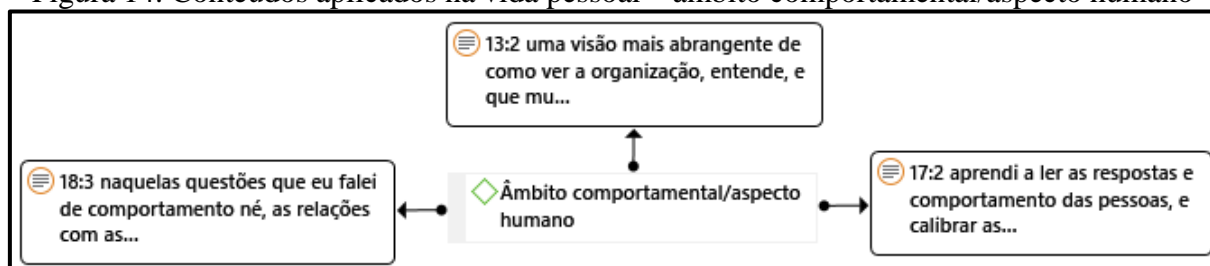 Figura 14: Conteúdos aplicados na vida pessoal – âmbito comportamental/aspecto humano
13:2 uma visão mais abrangente de
como ver a organização, entende, e
que mu...
18:3 naquelas questões que eu falei
de comportamento né, as relações
com as...
Âmbito comportamental/aspecto
humano
17:2 aprendi a ler as respostas e
comportamento das pessoas, e
calibrar as...